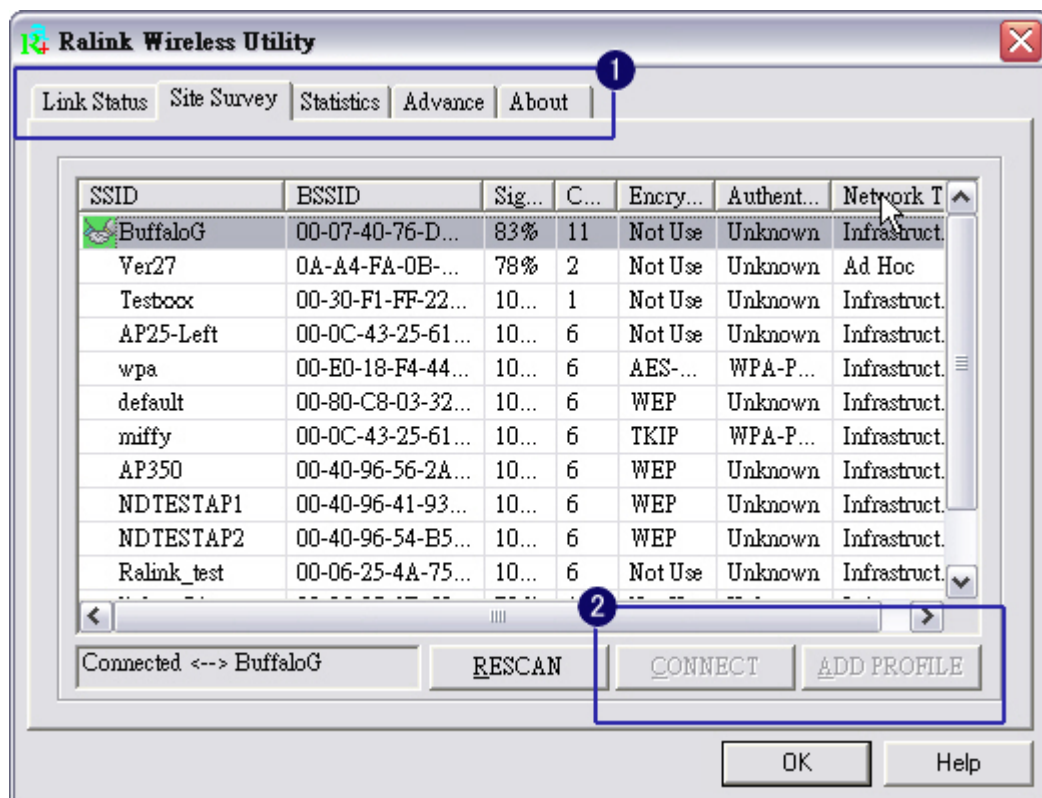 Ralink Wireless Utility
1
Link Status Site Survey Statistics Advance About
SSID BSSID Sig... C... Encry... Authent... Network T
BuffaloG 00-07-40-76-D... 83% 11 Not Use Unknown Infrastruct.
Ver27 0A-A4-FA-0B-... 78% 2 Not Use Unknown Ad Hoc
Testxxx 00-30-F1-FF-22... 10... 1 Not Use Unknown Infrastruct.
AP25-Left 00-0C-43-25-61... 10... 6 Not Use Unknown Infrastruct.
wpa 00-E0-18-F4-44... 10... 6 AES-... WPA-P... Infrastruct.
default 00-80-C8-03-32... 10... 6 WEP Unknown Infrastruct.
miffy 00-0C-43-25-61... 10... 6 TKIP WPA-P... Infrastruct.
AP350 00-40-96-56-2A... 10... 6 WEP Unknown Infrastruct.
NDTESTAP1 00-40-96-41-93... 10... 6 WEP Unknown Infrastruct.
NDTESTAP2 00-40-96-54-B5... 10... 6 WEP Unknown Infrastruct.
Ralink_test 00-06-25-4A-75... 10... 6 Not Use Unknown Infrastruct.
2
Connected <--> BuffaloG RESCAN CONNECT ADD PROFILE
OK Help